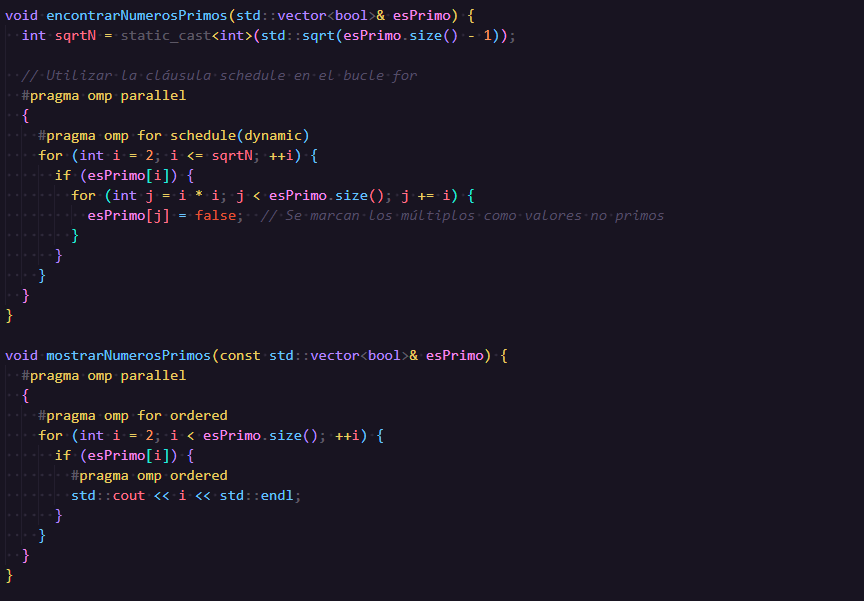 void encontrarNumerosPrimos(std::vector<bool>& esPrimo) {
  int sqrtN = static_cast<int>(std::sqrt(esPrimo.size() - 1));

  // Utilizar la cláusula schedule en el bucle for
  #pragma omp parallel
  {
    #pragma omp for schedule(dynamic)
    for (int i = 2; i <= sqrtN; ++i) {
      if (esPrimo[i]) {
        for (int j = i * i; j < esPrimo.size(); j += i) {
          esPrimo[j] = false;  // Se marcan los múltiplos como valores no primos
        }
      }
    }
  }
}

void mostrarNumerosPrimos(const std::vector<bool>& esPrimo) {
  #pragma omp parallel
  {
    #pragma omp for ordered
    for (int i = 2; i < esPrimo.size(); ++i) {
      if (esPrimo[i]) {
        #pragma omp ordered
        std::cout << i << std::endl;
      }
    }
  }
}